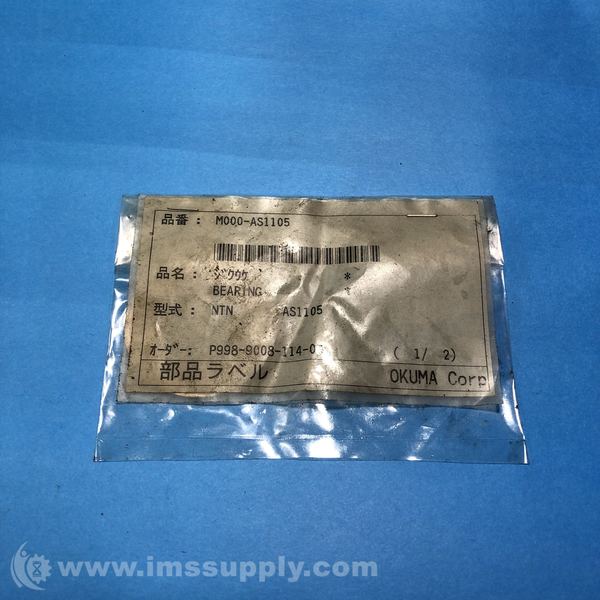 品番： M000-AS1105
品名： ジクウケ *
BEARING *
型式： NTN AS1105
オーダー: P998-9008-114-0
( 1/ 2)
部品ラベル OKUMA Corp
www.imssupply.com